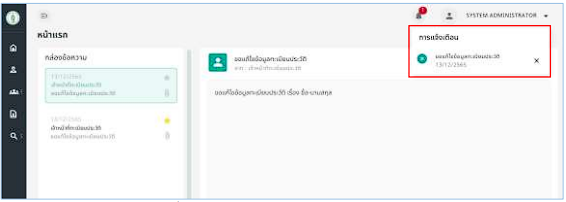 SYSTEM ADMINISTRATOR
หน้าแรก
การแจ้งเตือน
ขอแก้ไขข้อมูลทะเบียนประวัติ
13/12/2565
กล่องข้อความ
13/12/2565
เจ้าหน้าที่ทะเบียนประวัติ
ขอแก้ไขข้อมูลทะเบียนประวัติ
13/12/2565
เจ้าหน้าที่ทะเบียนประวัติ
ขอแก้ไขข้อมูลทะเบียนประวัติ
ขอแก้ไขข้อมูลทะเบียนประวัติ
จาก : เจ้าหน้าที่ทะเบียนประวัติ
ขอแก้ไขข้อมูลทะเบียนประวัติ เรื่อง ชื่อ-นามสกุล